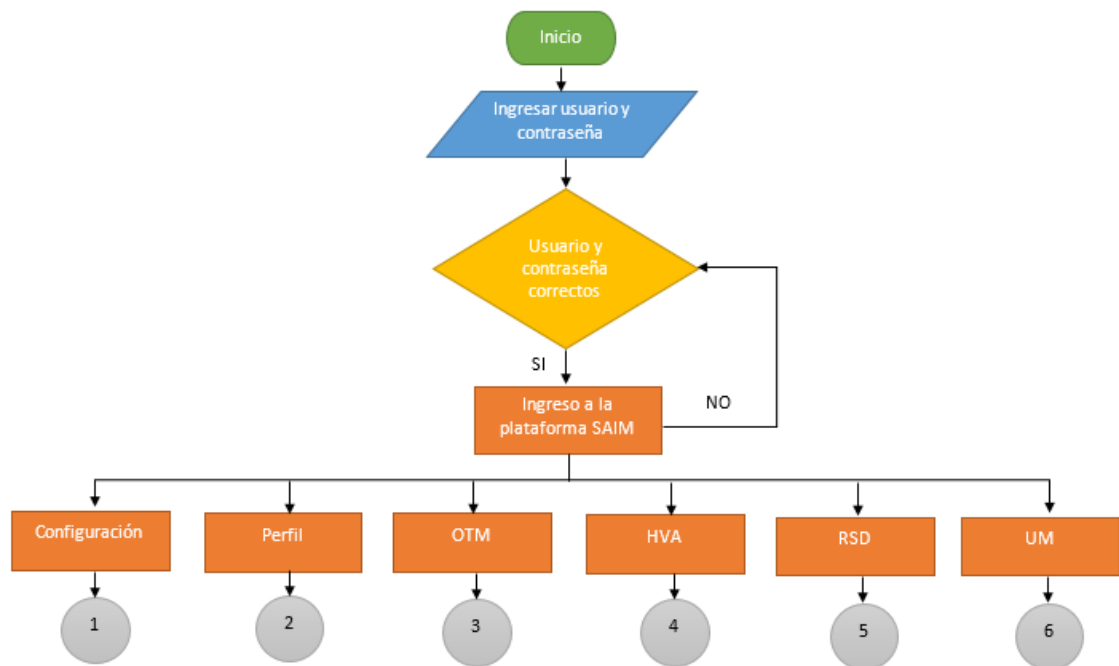 Inicio
Ingresar usuario y
contraseña
Usuario y
contraseña
correctos
SI
Ingreso a la
plataforma SAIM
NO
Configuración
Perfil
OTM
HVA
RSD
UM
1
2
3
4
5
6